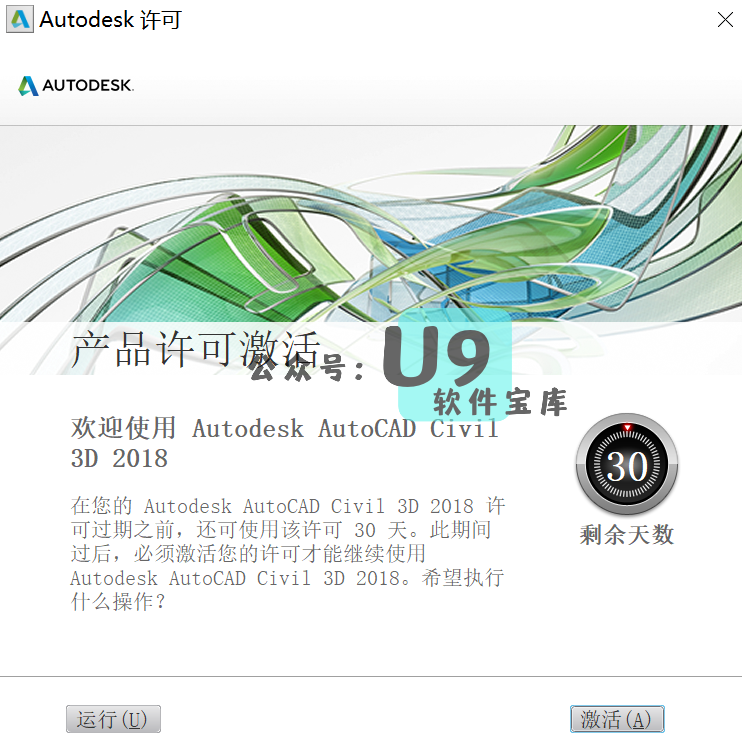 Autodesk 许可
AUTODESK.
产品许可激活
公众号：U9
软件宝库
欢迎使用 Autodesk AutoCAD Civil
3D 2018
30
剩余天数
在您的 Autodesk AutoCAD Civil 3D 2018 许
可过期之前，还可使用该许可 30 天。此期间
过后，必须激活您的许可才能继续使用
Autodesk AutoCAD Civil 3D 2018。希望执行
什么操作？
运行(U)
激活(A)